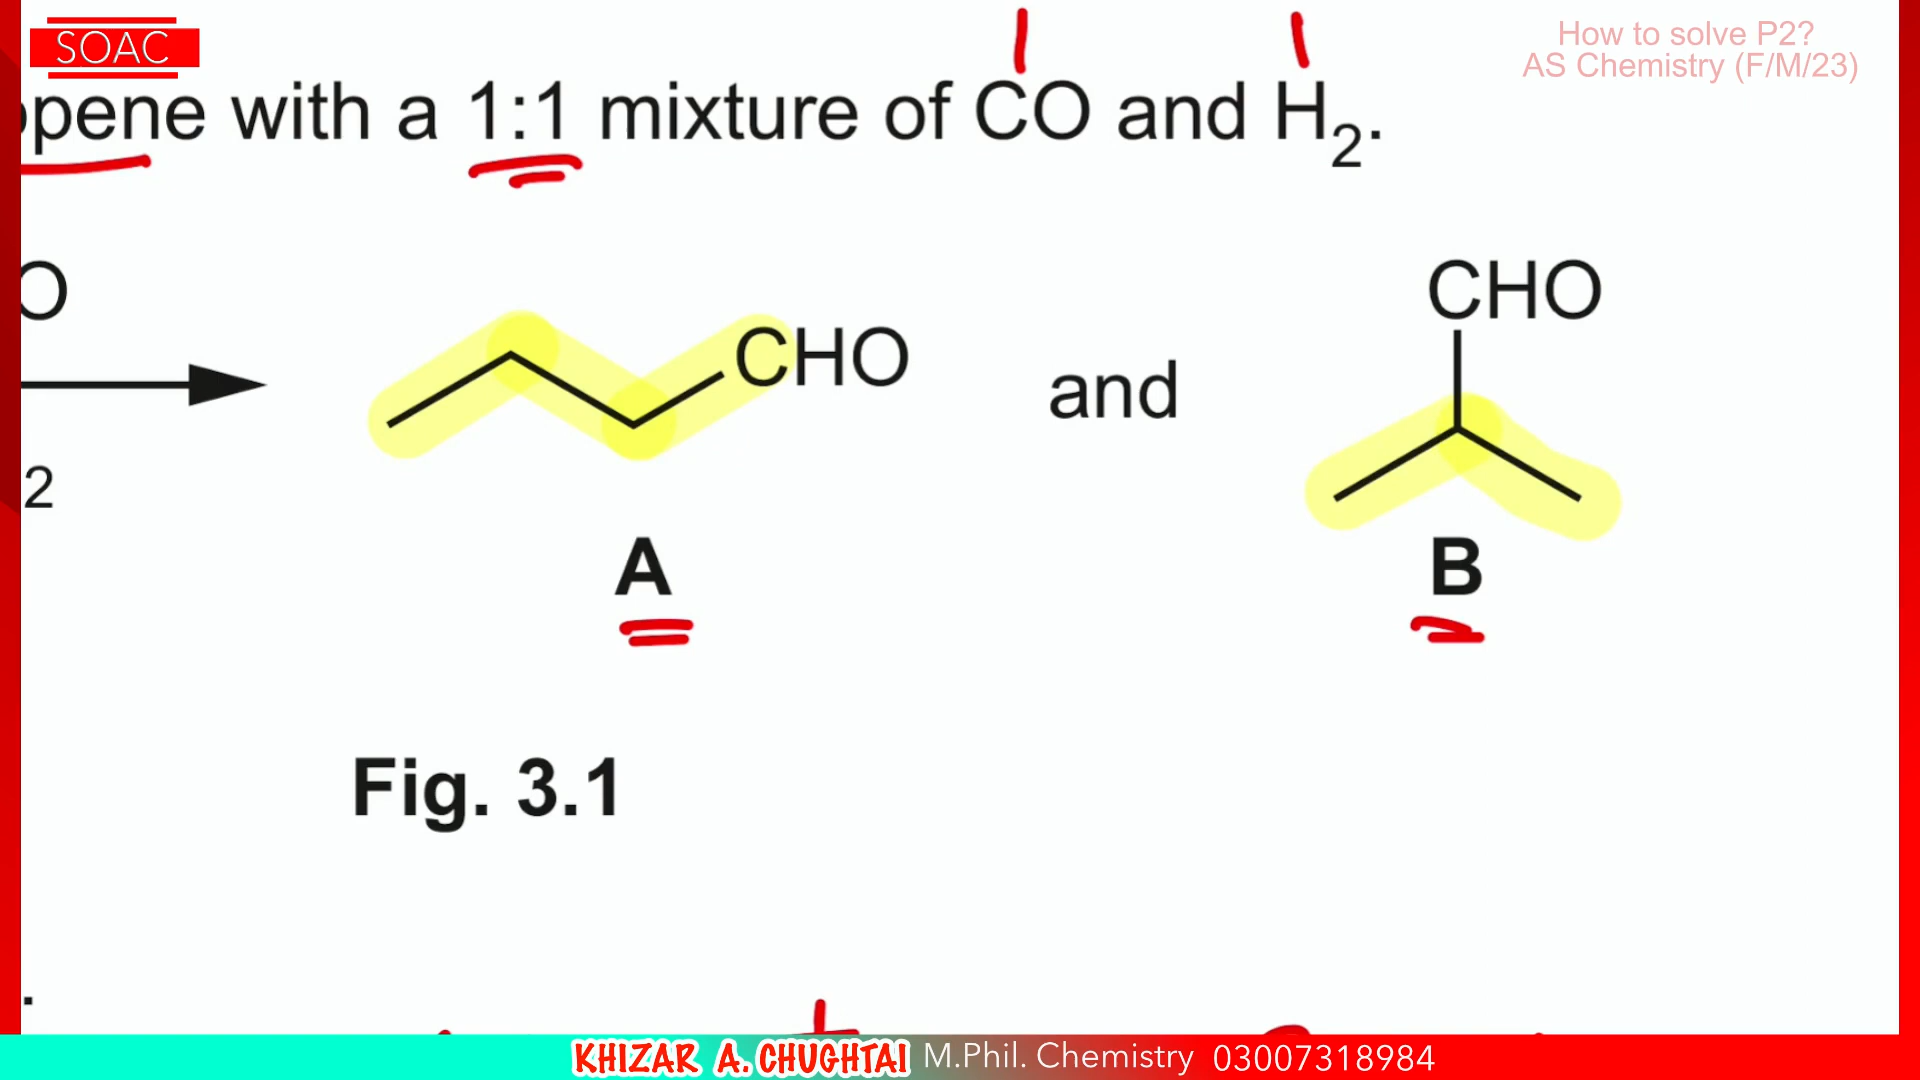 SOAC
How to solve P2?
AS Chemistry (F/M/23)
pene with a 1:1 mixture of CO and H₂.
O
CHO
CHO
and
2
A
B
Fig. 3.1
.
KHIZAR A. CHUGHTAI M.Phil. Chemistry 03007318984